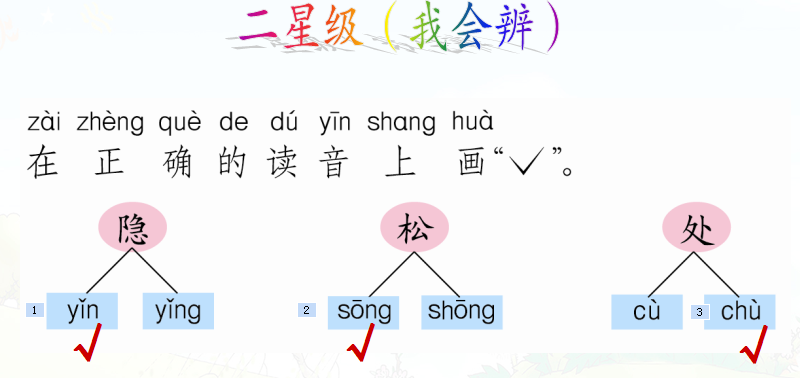 二星级（我会辨）
zài zhèng què de dú yīn shang huà
在 正 确 的 读 音 上 画“✓”。
隐 松 处
1 yǐn yǐng 2 sōng shōng cù 3 chù